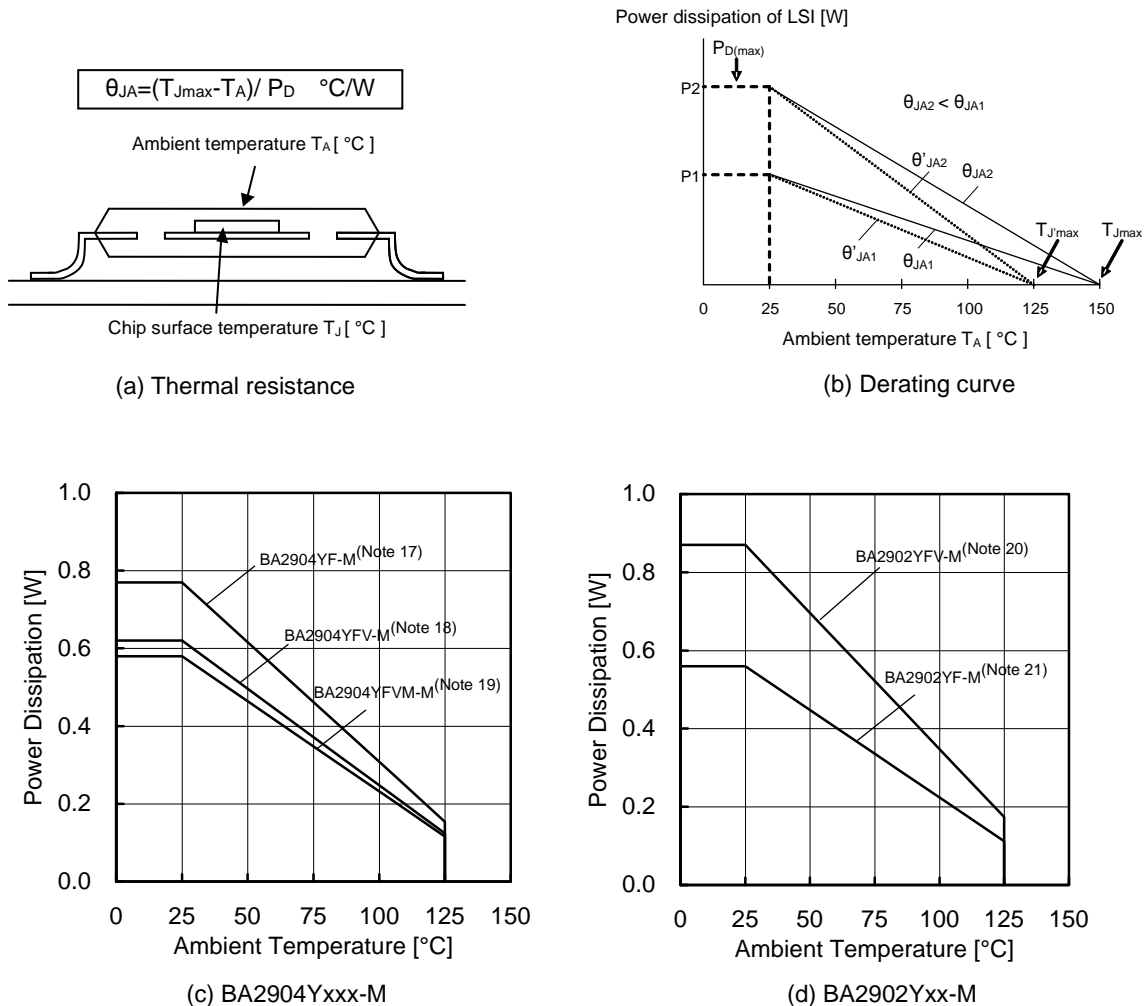 θJA=(TJmax-TA)/ PD °C/W
Ambient temperature TA [ °C ]
Chip surface temperature TJ [ °C ]
(a) Thermal resistance
Power dissipation of LSI [W]
PD(max)
P2
θJA2 < θJA1
θ'JA2
θJA2
P1
TJ'max
TJmax
θ'JA1
θJA1
0 25 50 75 100 125 150
Ambient temperature TA [ °C ]
(b) Derating curve
1.0
0.8
0.6
0.4
0.2
0.0
Power Dissipation [W]
BA2904YF-M(Note 17)
BA2904YFV-M(Note 18)
BA2904YFVM-M(Note 19)
0 25 50 75 100 125 150
Ambient Temperature [°C]
(c) BA2904Yxxx-M
1.0
0.8
0.6
0.4
0.2
0.0
Power Dissipation [W]
BA2902YFV-M(Note 20)
BA2902YF-M(Note 21)
0 25 50 75 100 125 150
Ambient Temperature [°C]
(d) BA2902Yxx-M